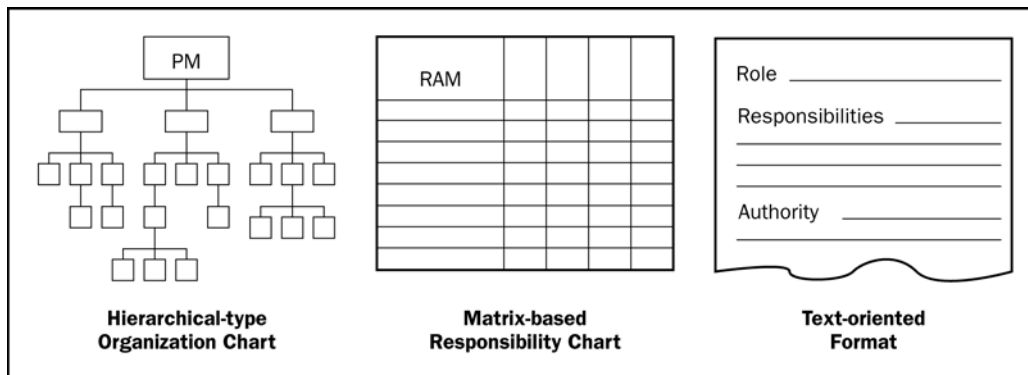 PM
Hierarchical-type
Organization Chart
RAM
Matrix-based
Responsibility Chart
Role
Responsibilities
Authority
Text-oriented
Format